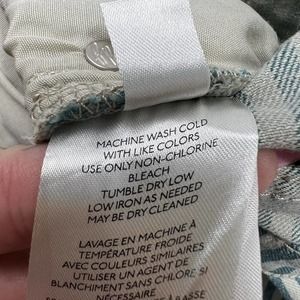 MACHINE WASH COLD
WITH LIKE COLORS
USE ONLY NON-CHLORINE
BLEACH
TUMBLE DRY LOW
LOW IRON AS NEEDED
MAY BE DRY CLEANED
LAVAGE EN MACHINE À
TEMPÉRATURE FROIDE
AVEC COULEURS SIMILAIRES
UTILISER UN AGENT DE
BLANCHIMENT SANS CHLORE SI
NÉCESSAIRE
À BASSE